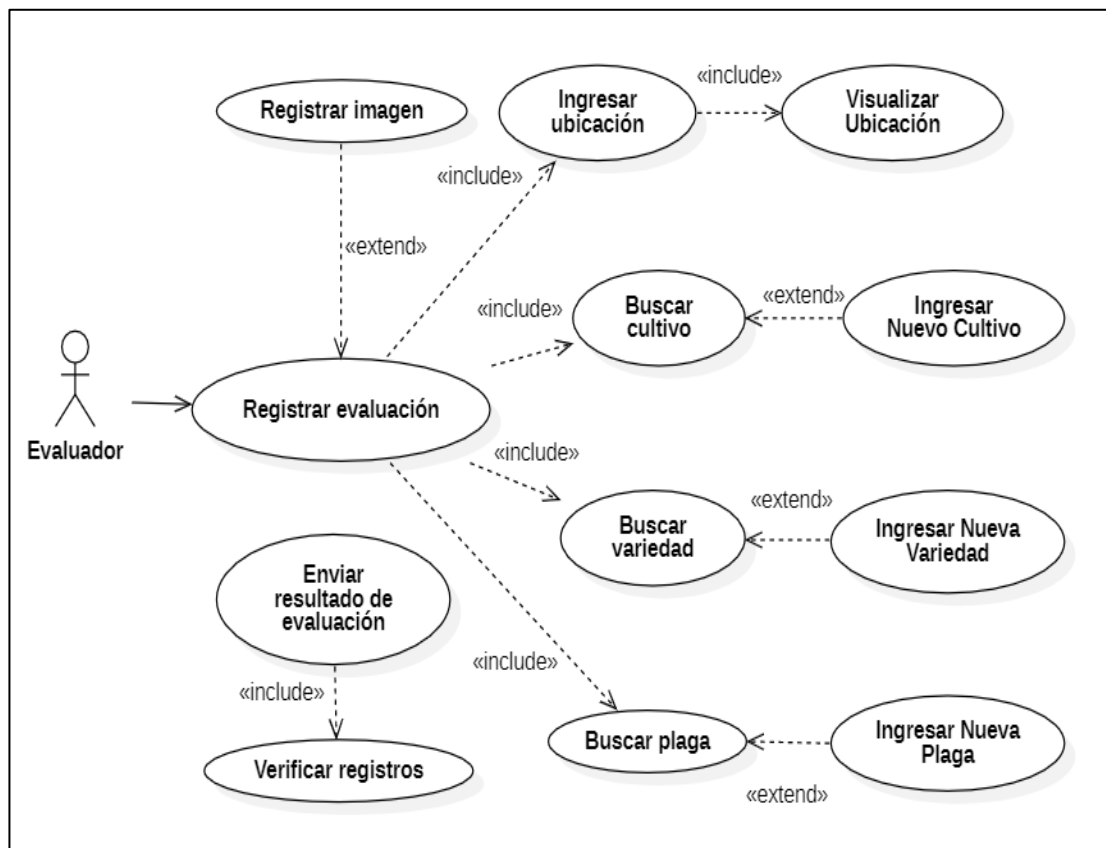 «include»
Registrar imagen
Ingresar
ubicación
Visualizar
Ubicación
«include»
«extend»
«include»
Buscar
cultivo
«extend»
Ingresar
Nuevo Cultivo
Registrar evaluación
Evaluador
«include»
Buscar
variedad
«extend»
Ingresar Nueva
Variedad
Enviar
resultado de
evaluación
«include»
«include»
Buscar plaga
Ingresar Nueva
Plaga
Verificar registros
«extend»